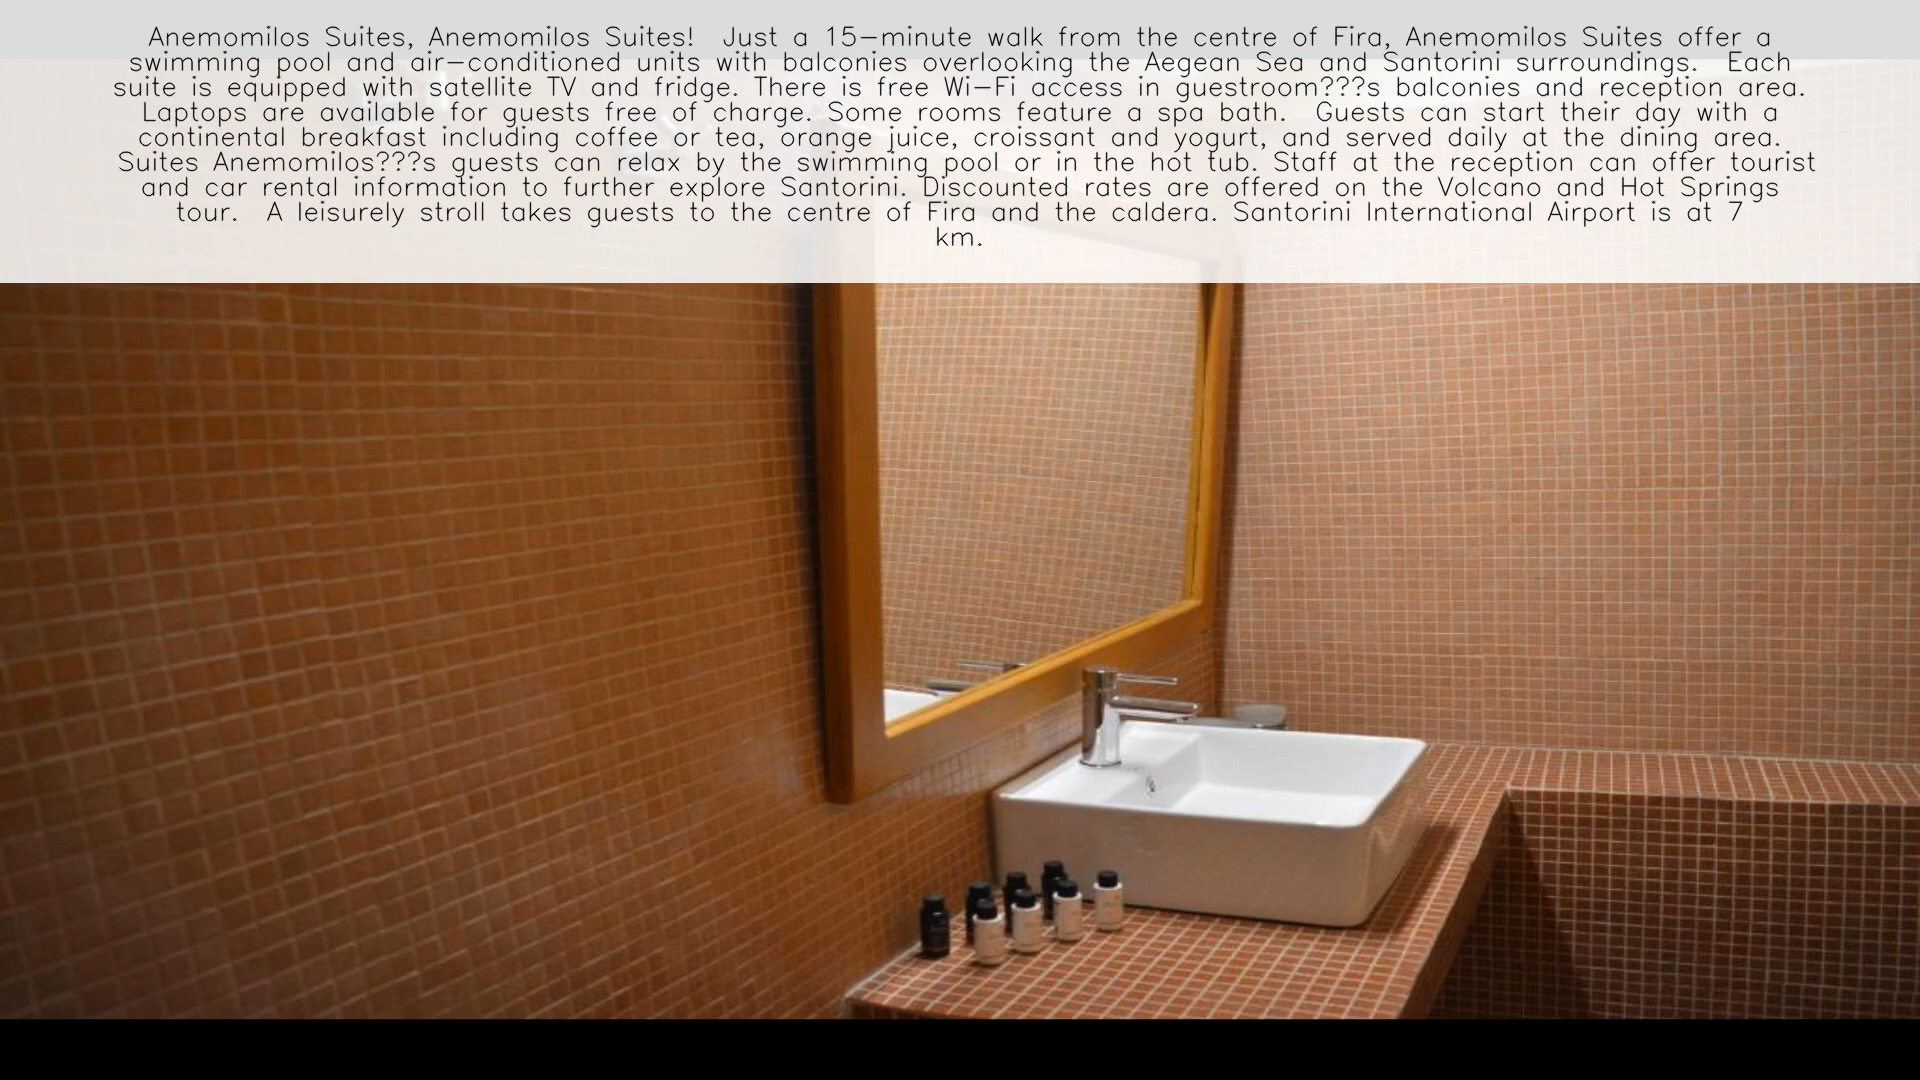 Anemomilos Suites, Anemomilos Suites!  Just a 15-minute walk from the centre of Fira, Anemomilos Suites offer a
swimming pool and air-conditioned units with balconies overlooking the Aegean Sea and Santorini surroundings.  Each
suite is equipped with satellite TV and fridge. There is free Wi-Fi access in guestroom???s balconies and reception area.
Laptops are available for guests free of charge. Some rooms feature a spa bath.  Guests can start their day with a
continental breakfast including coffee or tea, orange juice, croissant and yogurt, and served daily at the dining area.
Suites Anemomilos???s guests can relax by the swimming pool or in the hot tub. Staff at the reception can offer tourist
and car rental information to further explore Santorini. Discounted rates are offered on the Volcano and Hot Springs
tour.  A leisurely stroll takes guests to the centre of Fira and the caldera. Santorini International Airport is at 7
km.